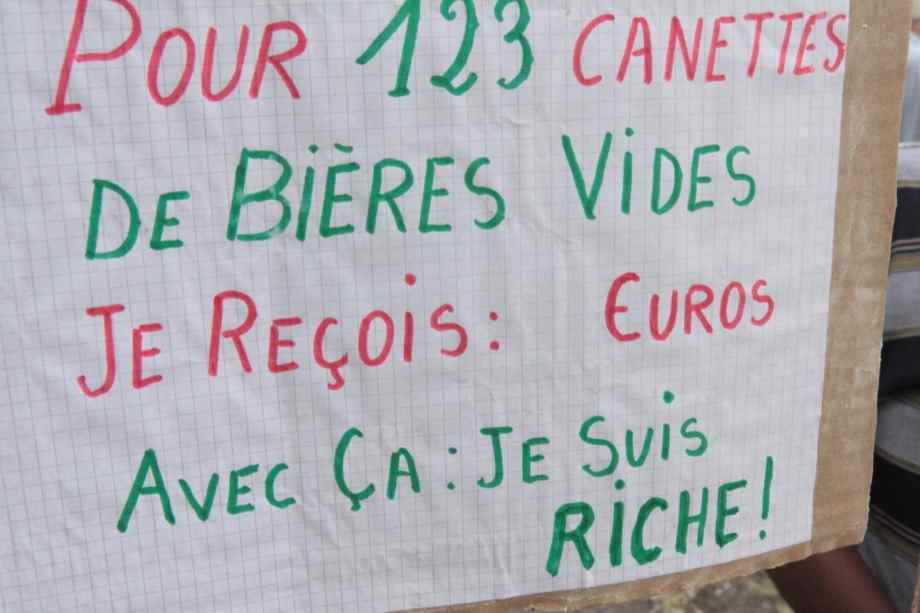 POUR 123 CANETTES
DE BIÈRES VIDES
JE REÇOIS: EUROS
AVEC ÇA: JE SUIS
RICHE!